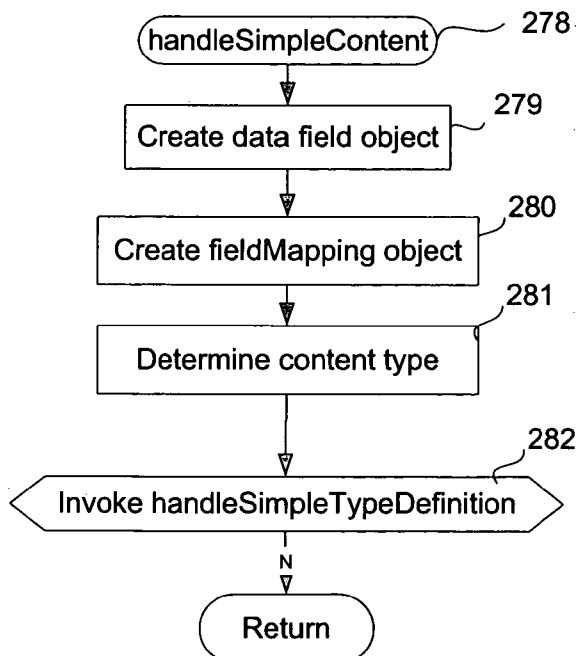 handleSimpleContent
278
279
Create data field object
280
Create fieldMapping object
281
Determine content type
282
Invoke handleSimpleTypeDefinition
N
Return